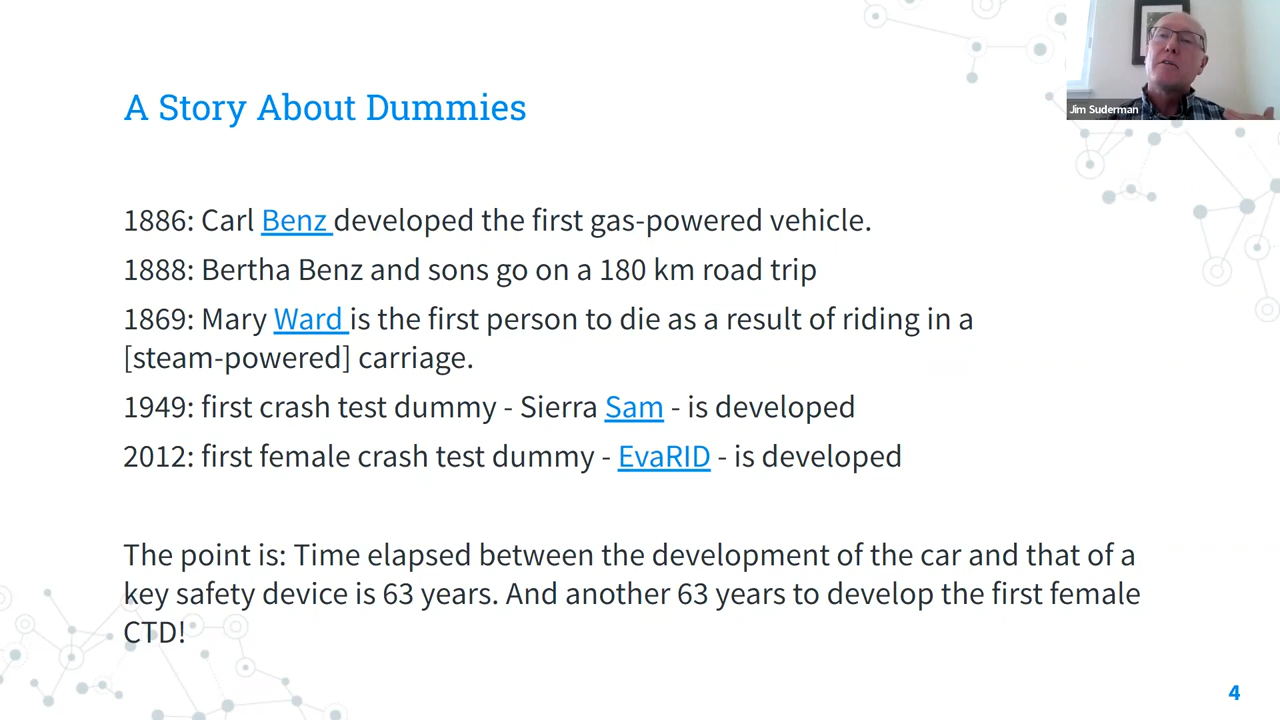 Jim Suderman
A Story About Dummies
1886: Carl Benz developed the first gas-powered vehicle.
1888: Bertha Benz and sons go on a 180 km road trip
1869: Mary Ward is the first person to die as a result of riding in a
[steam-powered] carriage.
1949: first crash test dummy - Sierra Sam - is developed
2012: first female crash test dummy - EvaRID - is developed
The point is: Time elapsed between the development of the car and that of a
key safety device is 63 years. And another 63 years to develop the first female
CTD!
4